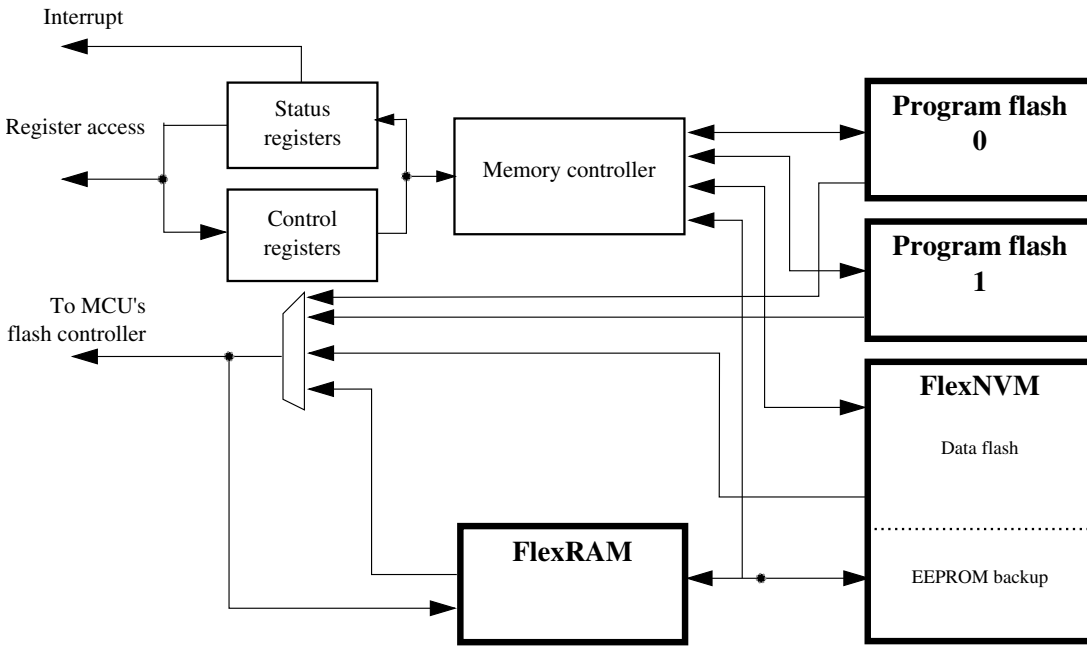 Interrupt
Register access
Status
registers
Control
registers
Memory controller
Program flash
0
Program flash
1
To MCU's
flash controller
FlexNVM
Data flash
EEPROM backup
FlexRAM